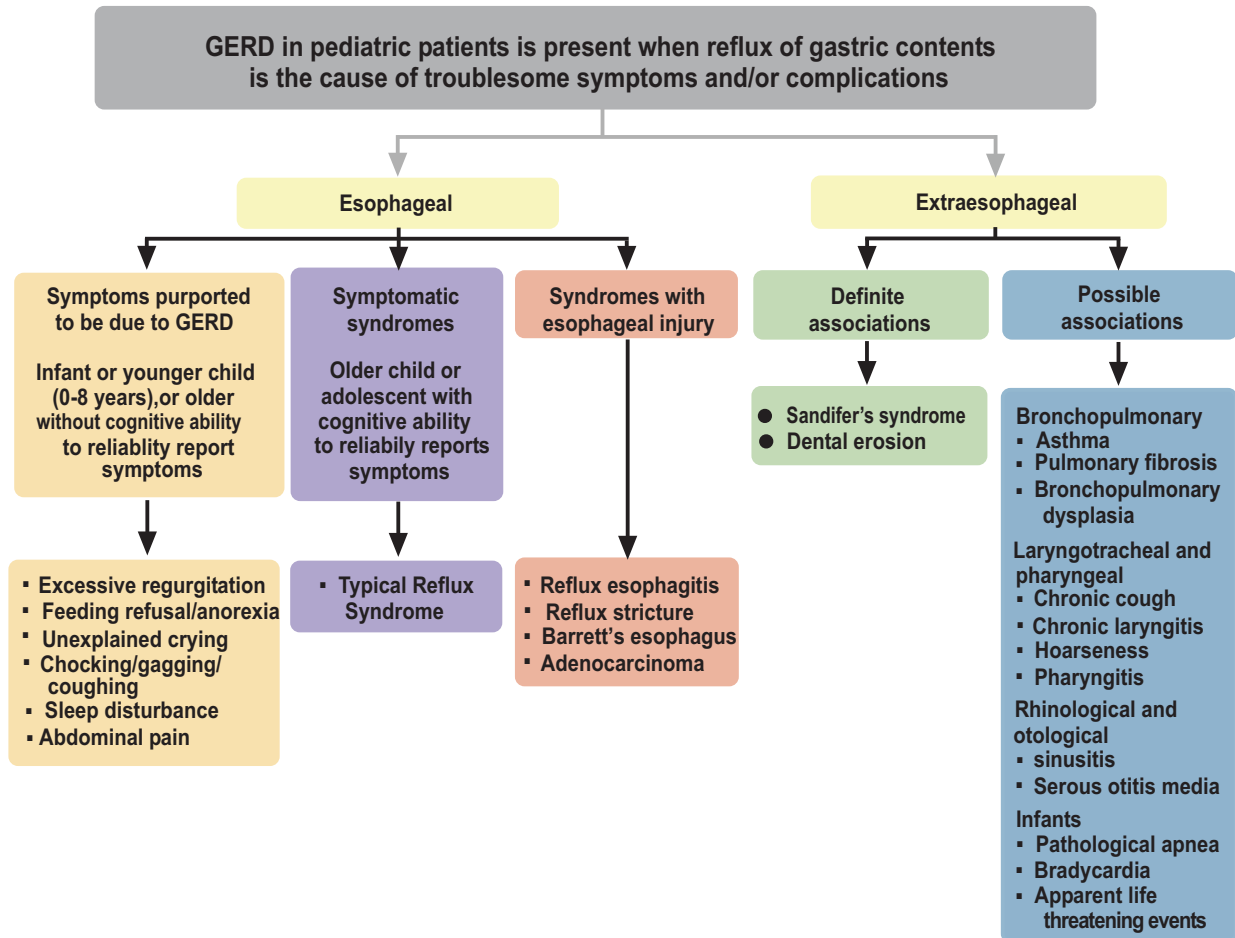 GERD in pediatric patients is present when reflux of gastric contents
is the cause of troublesome symptoms and/or complications
Esophageal
Extraesophageal
Symptoms purported
to be due to GERD
Infant or younger child
(0-8 years),or older
without cognitive ability
to reliablity report
symptoms
Symptomatic
syndromes
Older child or
adolescent with
cognitive ability
to reliabily reports
symptoms
Syndromes with
esophageal injury
Definite
associations
Possible
associations
▪ Excessive regurgitation
▪ Feeding refusal/anorexia
▪ Unexplained crying
▪ Chocking/gagging/
coughing
▪ Sleep disturbance
▪ Abdominal pain
▪ Typical Reflux
Syndrome
▪ Reflux esophagitis
▪ Reflux stricture
▪ Barrett's esophagus
▪ Adenocarcinoma
● Sandifer's syndrome
● Dental erosion
Bronchopulmonary
▪ Asthma
▪ Pulmonary fibrosis
▪ Bronchopulmonary
dysplasia
Laryngotracheal and
pharyngeal
▪ Chronic cough
▪ Chronic laryngitis
▪ Hoarseness
▪ Pharyngitis
Rhinological and
otological
▪ sinusitis
▪ Serous otitis media
Infants
▪ Pathological apnea
▪ Bradycardia
▪ Apparent life
threatening events